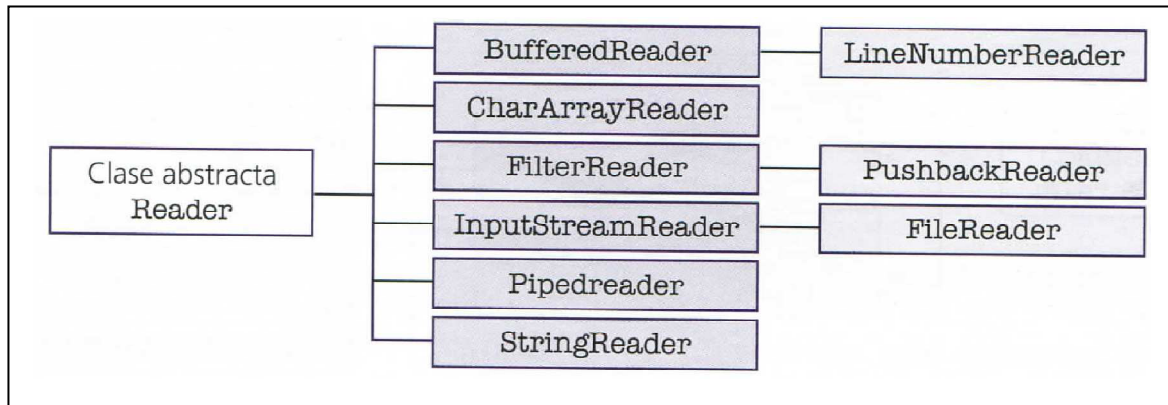 Clase abstracta
Reader
BufferedReader
LineNumberReader
CharArrayReader
FilterReader
PushbackReader
InputStreamReader
FileReader
Pipedreader
StringReader